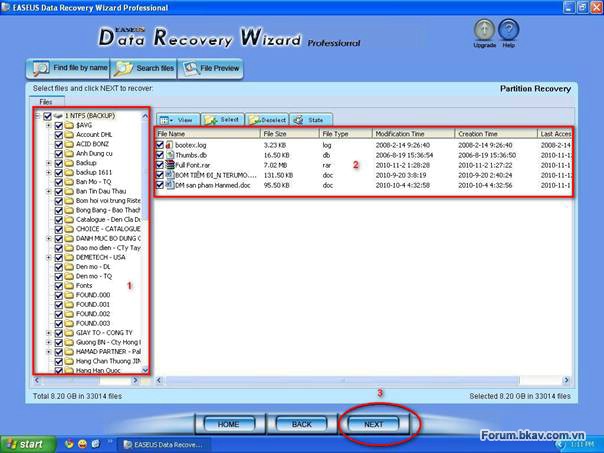 EASEUS Data Recovery Wizard Professional
EASEUS
Data Recovery Wizard Professional
Upgrade Help
Find file by name Search files File Preview
Select files and click NEXT to recover:
Partition Recovery
Files
1 NTFS (BACKUP)
$AVG
Account DHL
ACID BONZ
Anh Dung cu
Backup
backup 1611
Ban Mo - TQ
Ban Tin Dau Thau
Bom hoi voi trung Riste
Bong Bang - Bao Thach
Catalogue - Den Cla Du
CHOICE - CATALOGUE
DANH MUC BO DUNG C
Dao mo dien - CTy Tay
DEMETECH - USA
Den mo - DL
Den mo - TQ
Fonts
FOUND.000
FOUND.001
FOUND.002
FOUND.003
GIAY TO - CONG TY
Giuong BN - Cty Hong I
HAMAD PARTNER - Pal
Hang Chan Thuong JIN
Hang Han Quoc
1
View Select Deselect State
File Name File Size File Type Modification Time Creation Time Last Acces
bootex.log 3.23 KB log 2008-2-14 9:26:40 2008-2-14 9:26:40 2008-2-14
Thumbs.db 16.50 KB db 2006-8-19 15:36:54 2006-8-19 15:36:50 2010-11-1
Full Font.rar 7.02 MB rar 2010-11-2 1:28:28 2010-11-2 1:27:22 2010-11-1
BOM TIÊM ĐI_N TERUMO.... 131.50 KB doc 2010-9-20 3:8:19 2010-9-20 2:40:24 2010-11-1
DM san pham Hanmed.doc 95.50 KB doc 2010-10-4 4:32:58 2010-10-4 4:32:56 2010-11-1
2
Total 8.20 GB in 33014 files
Selected 8.20 GB in 33014 files
3
HOME BACK NEXT
start
EASEUS Data Recove...
1:11 PM
Forum.bkav.com.vn